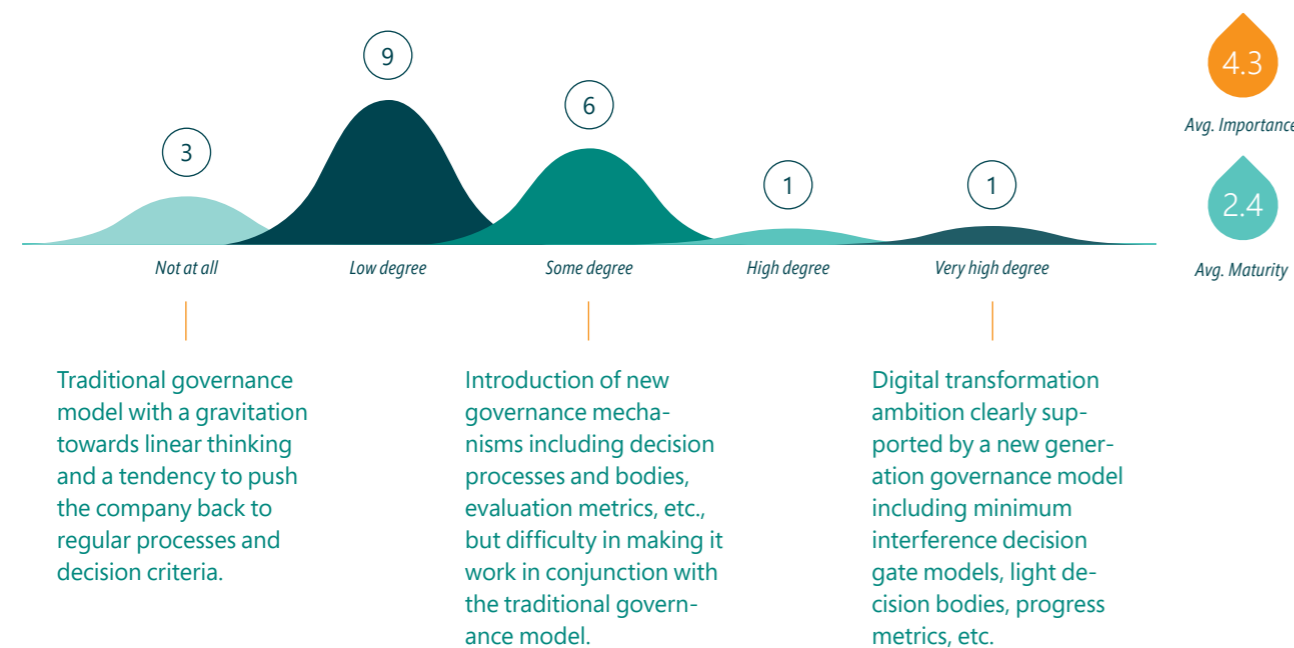 3
9
6
1
1
Not at all
Low degree
Some degree
High degree
Very high degree
4.3
Avg. Importance
2.4
Avg. Maturity
Traditional governance
model with a gravitation
towards linear thinking
and a tendency to push
the company back to
regular processes and
decision criteria.
Introduction of new
governance mecha-
nisms including decision
processes and bodies,
evaluation metrics, etc.,
but difficulty in making it
work in conjunction with
the traditional govern-
ance model.
Digital transformation
ambition clearly sup-
ported by a new gener-
ation governance model
including minimum
interference decision
gate models, light de-
cision bodies, progress
metrics, etc.